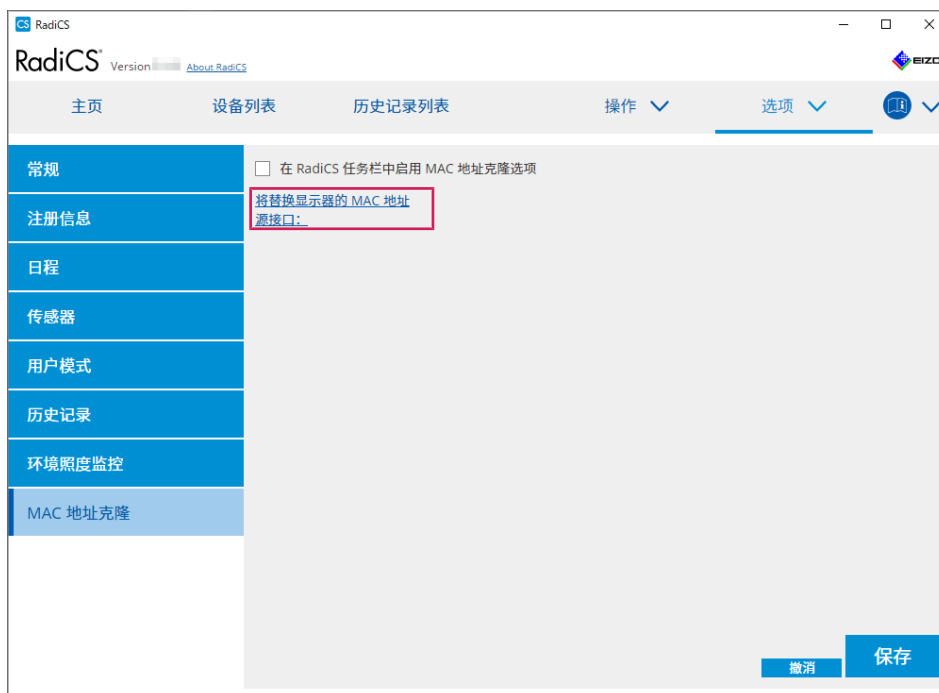 CS RadiCS
RadiCS® Version About RadiCS
EIZO
主页 设备列表 历史记录列表 操作 选项
常规
注册信息
日程
传感器
用户模式
历史记录
环境照度监控
MAC 地址克隆
在 RadiCS 任务栏中启用 MAC 地址克隆选项
将替换显示器的 MAC 地址
源接口：
撤消
保存